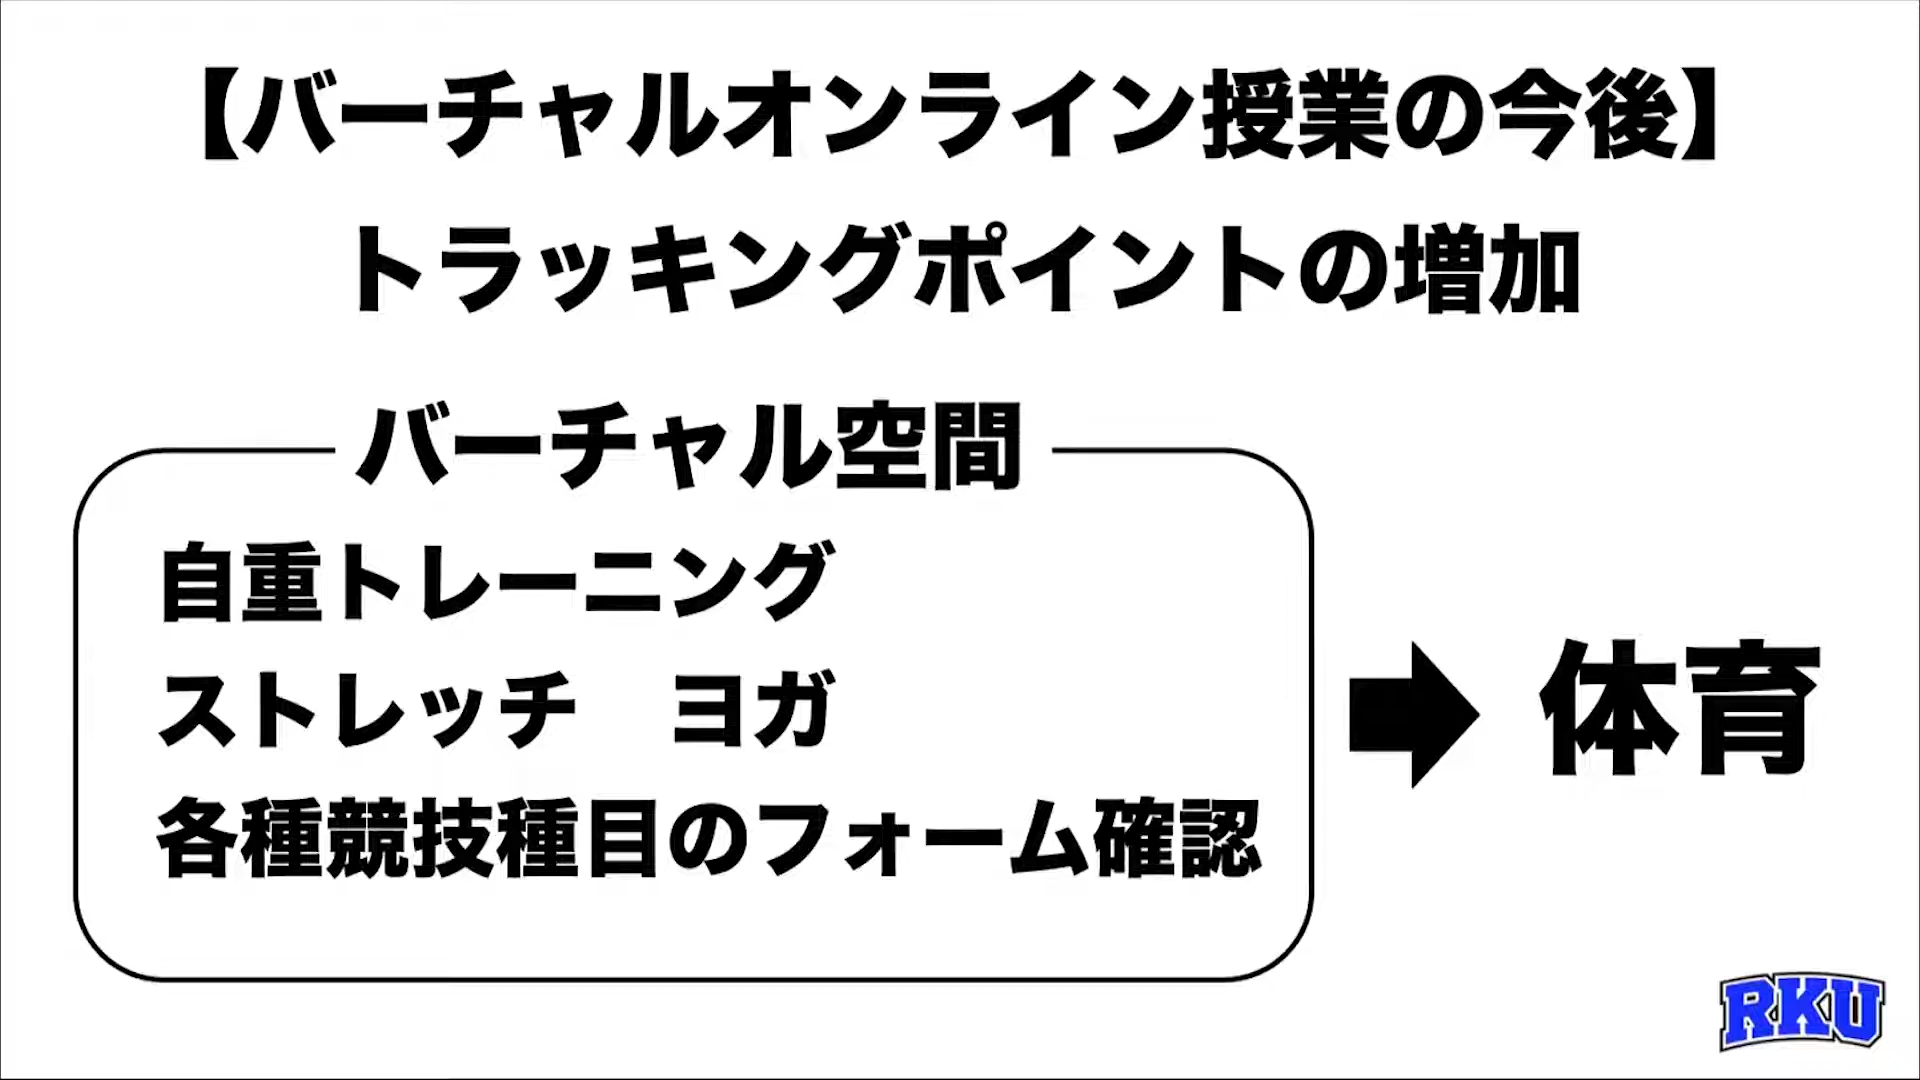 【バーチャルオンライン授業の今後】
トラッキングポイントの増加
バーチャル空間
自重トレーニング
ストレッチ　ヨガ
各種競技種目のフォーム確認
体育
RKU